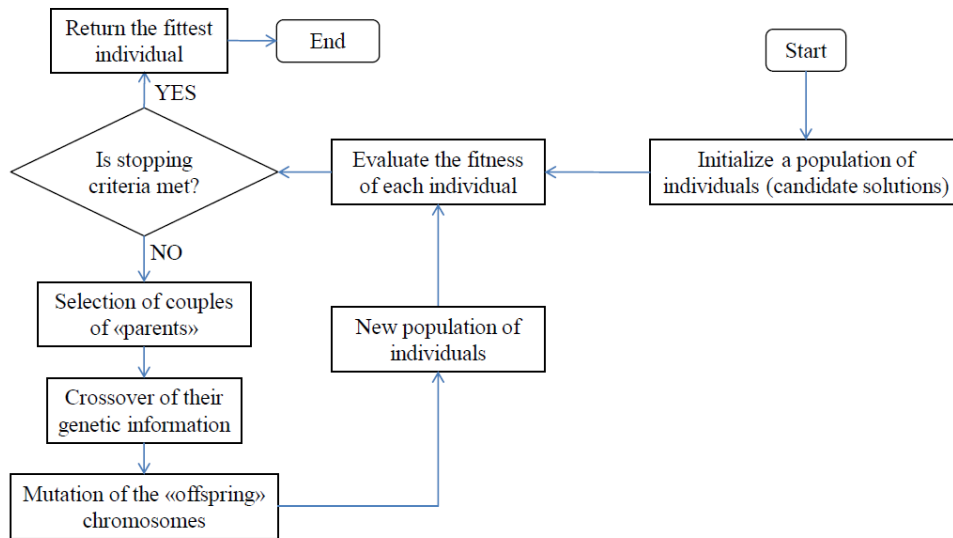 Start
Initialize a population of
individuals (candidate solutions)
Evaluate the fitness
of each individual
Is stopping
criteria met?
YES
Return the fittest
individual
End
NO
Selection of couples
of «parents»
Crossover of their
genetic information
Mutation of the «offspring»
chromosomes
New population of
individuals